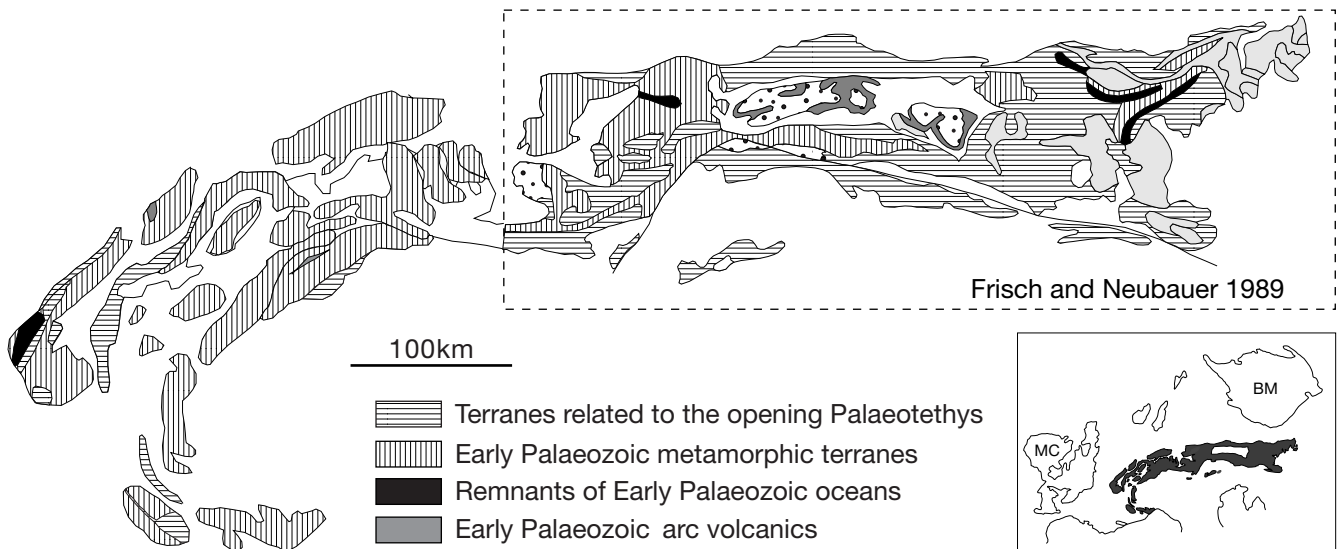 Frisch and Neubauer 1989
100km
Terranes related to the opening Palaeotethys
Early Palaeozoic metamorphic terranes
Remnants of Early Palaeozoic oceans
Early Palaeozoic arc volcanics
BM
MC